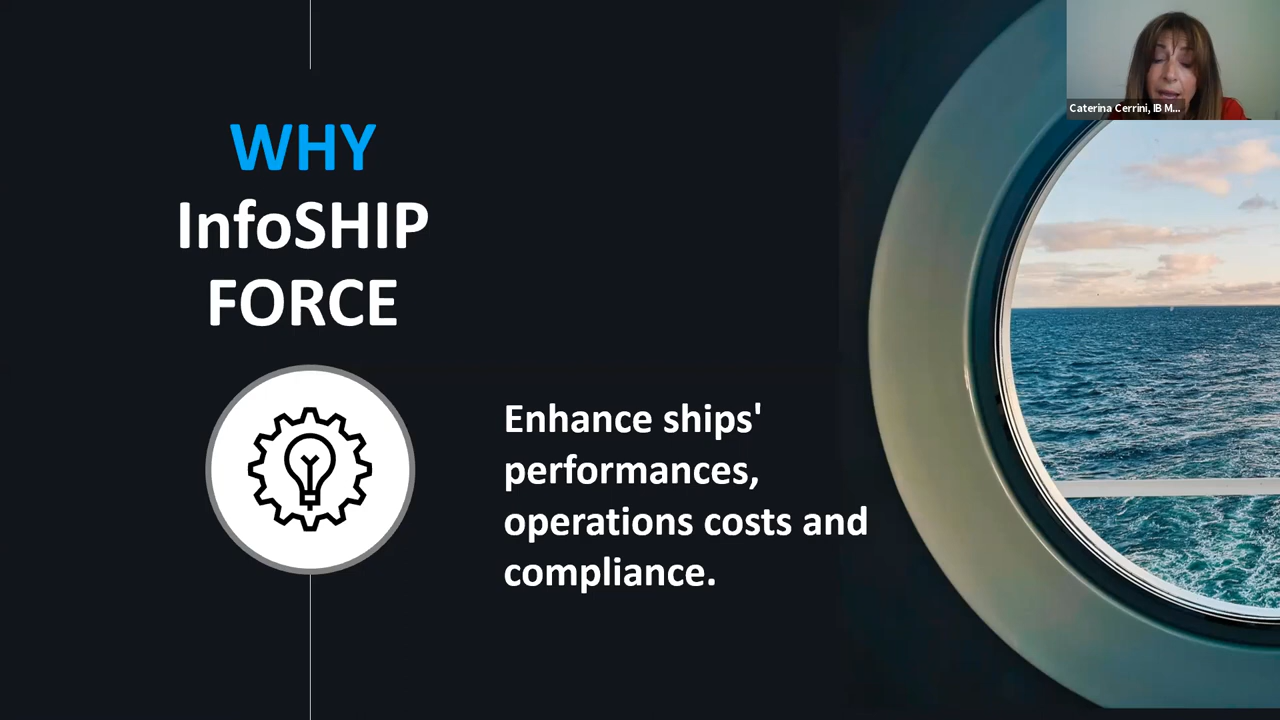 WHY
InfoSHIP
FORCE
Enhance ships'
performances,
operations costs and
compliance.
Caterina Cerrini, IB M...